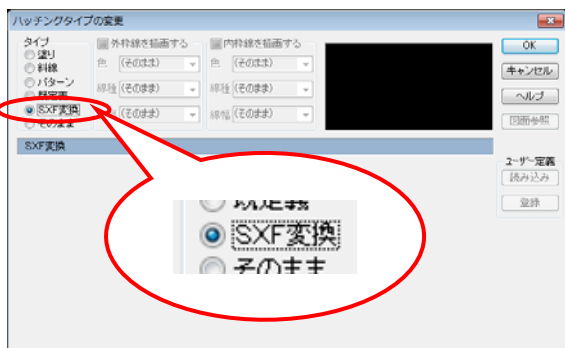 ハッチングタイプの変更
タイプ
塗り
斜線
パターン
既定義
SXF変換
そのまま
外枠線を描画する
色 (そのまま)
線種 (そのまま)
(そのまま)
内枠線を描画する
色 (そのまま)
線種 (そのまま)
線幅 (そのまま)
OK
キャンセル
ヘルプ
図面参照
SXF変換
ユーザー定義
読み込み
登録
既定義
SXF変換
そのまま